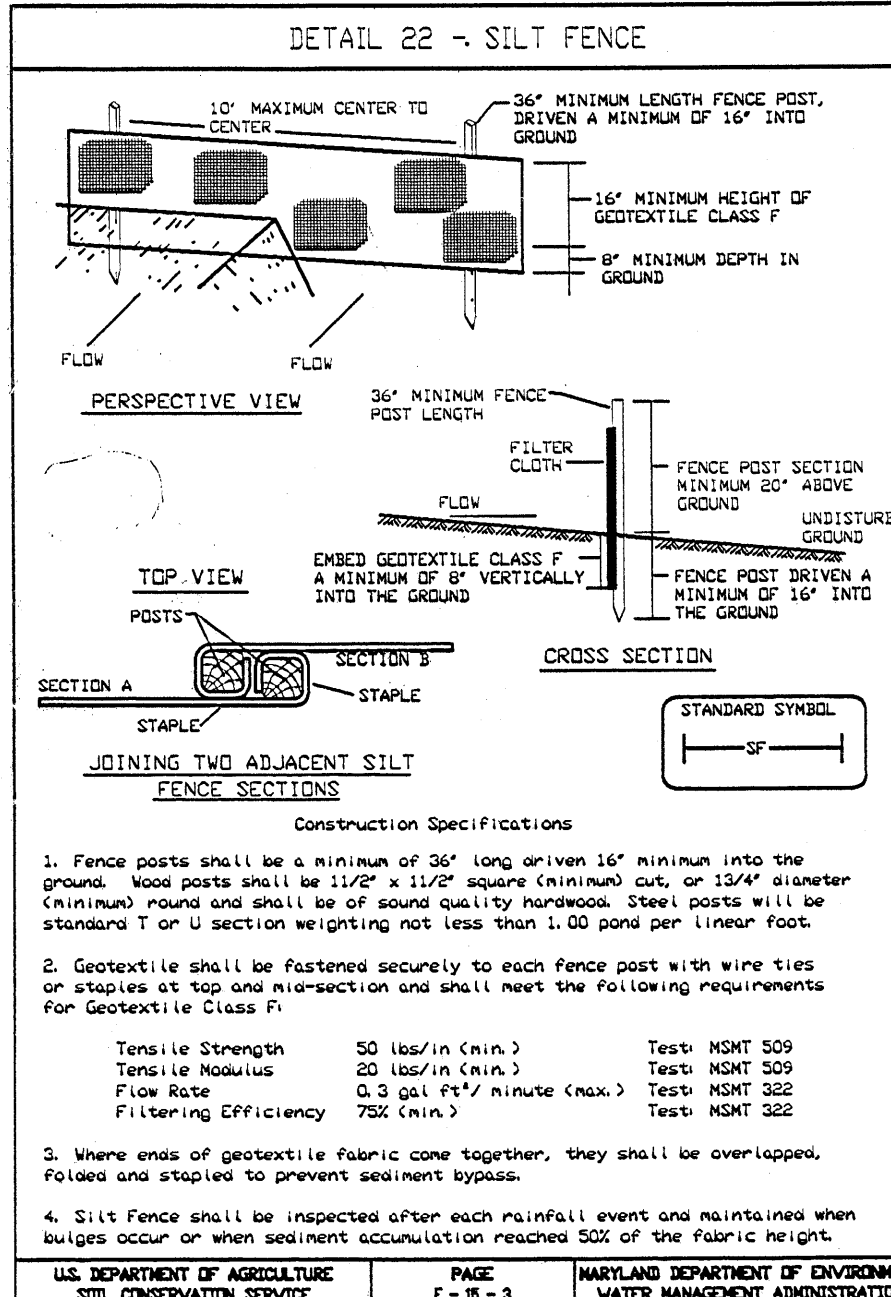 DETAIL 22 -. SILT FENCE
10' MAXIMUM CENTER TO
CENTER
36" MINIMUM LENGTH FENCE POST,
DRIVEN A MINIMUM OF 16" INTO
GROUND
16" MINIMUM HEIGHT OF
GEOTEXTILE CLASS F
8" MINIMUM DEPTH IN
GROUND
FLOW
FLOW
PERSPECTIVE VIEW
36" MINIMUM FENCE
POST LENGTH
FILTER
CLOTH
FLOW
FENCE POST SECTION
MINIMUM 20" ABOVE
GROUND
UNDISTURBE
GROUND
EMBED GEOTEXTILE CLASS F
A MINIMUM OF 8" VERTICALLY
INTO THE GROUND
FENCE POST DRIVEN A
MINIMUM OF 16" INTO
THE GROUND
CROSS SECTION
TOP VIEW
POSTS
SECTION B
SECTION A
STAPLE
STAPLE
JOINING TWO ADJACENT SILT
FENCE SECTIONS
STANDARD SYMBOL
SF
Construction Specifications
1. Fence posts shall be a minimum of 36" long driven 16" minimum into the
ground. Wood posts shall be 11/2" x 11/2" square (minimum) cut, or 13/4" diameter
(minimum) round and shall be of sound quality hardwood. Steel posts will be
standard T or U section weighting not less than 1.00 pond per linear foot.
2. Geotextile shall be fastened securely to each fence post with wire ties
or staples at top and mid-section and shall meet the following requirements
for Geotextile Class F:
Tensile Strength 50 lbs/in (min.) Test: MSMT 509
Tensile Modulus 20 lbs/in (min.) Test: MSMT 509
Flow Rate 0.3 gal ft²/ minute (max.) Test: MSMT 322
Filtering Efficiency 75% (min.) Test: MSMT 322
3. Where ends of geotextile fabric come together, they shall be overlapped,
folded and stapled to prevent sediment bypass.
4. Silt Fence shall be inspected after each rainfall event and maintained when
bulges occur or when sediment accumulation reached 50% of the fabric height.
U.S. DEPARTMENT OF AGRICULTURE
SOIL CONSERVATION SERVICE
PAGE
E - 15 - 3
MARYLAND DEPARTMENT OF ENVIRONM
WATER MANAGEMENT ADMINISTRATIO